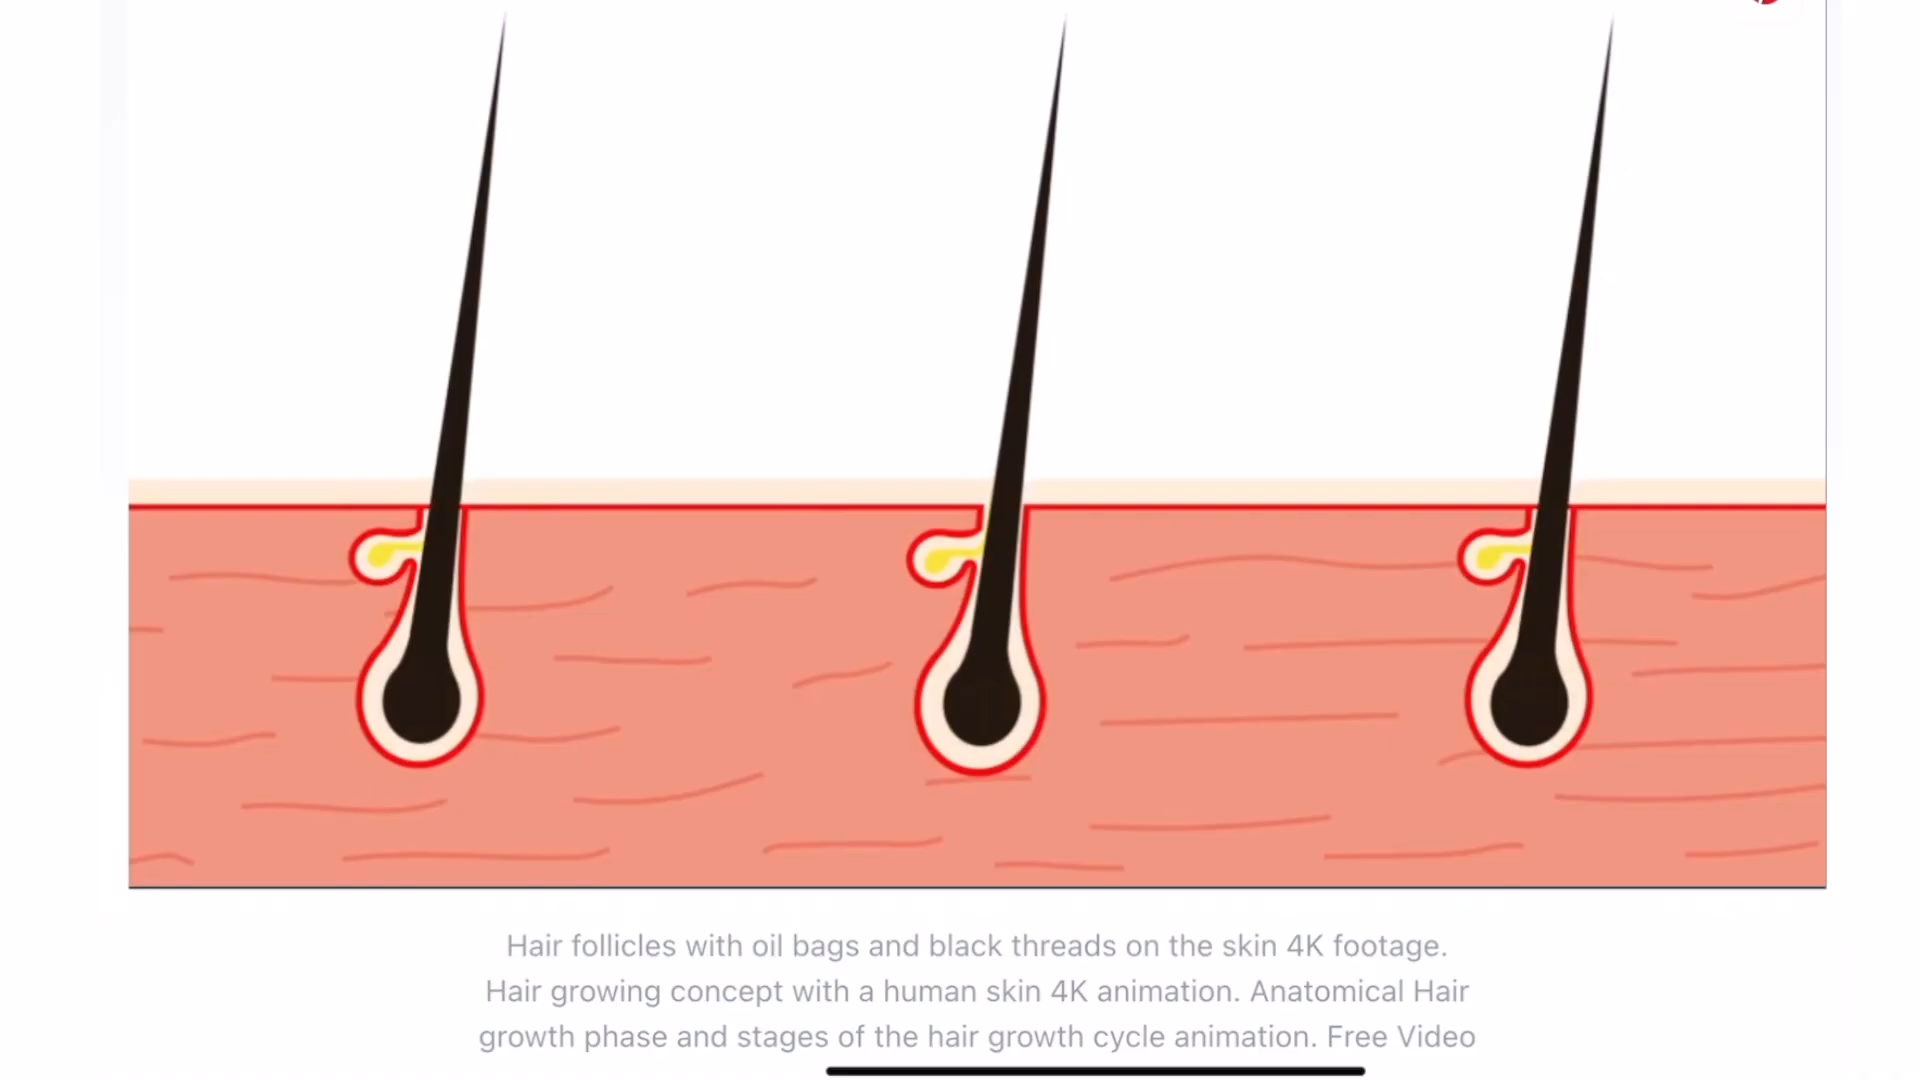 Hair follicles with oil bags and black threads on the skin 4K footage.
Hair growing concept with a human skin 4K animation. Anatomical Hair
growth phase and stages of the hair growth cycle animation. Free Video